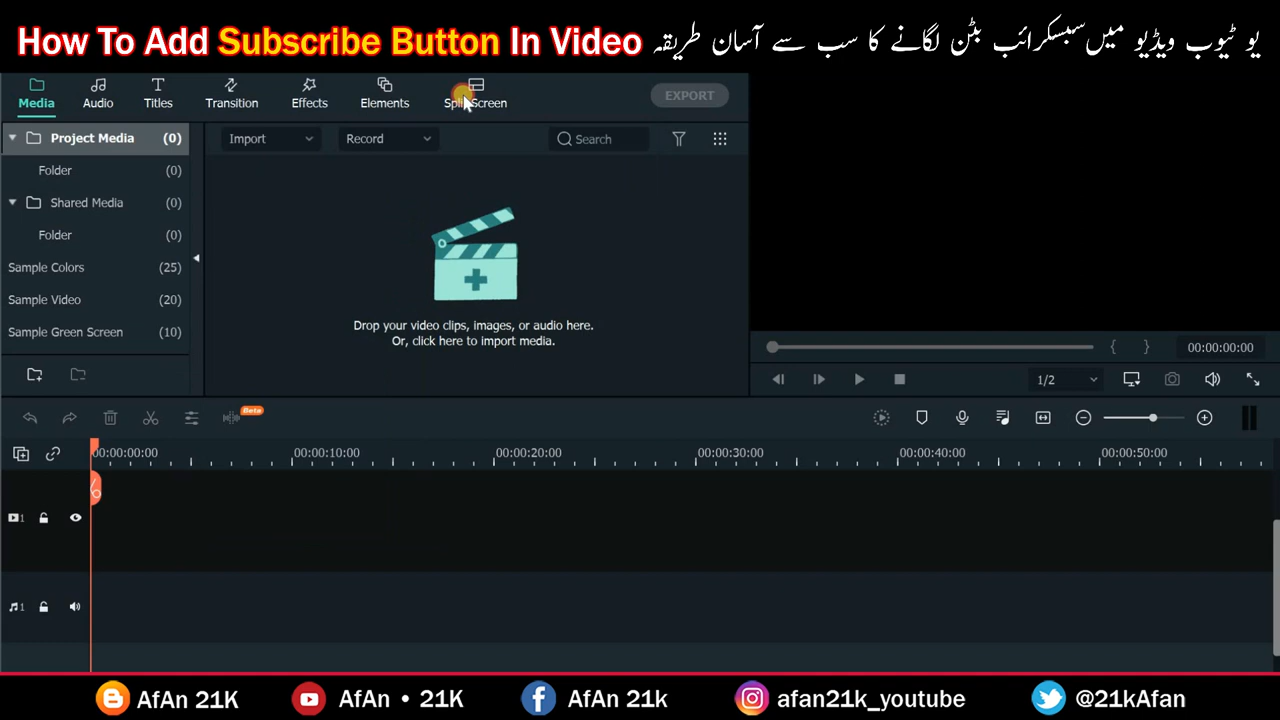 How To Add Subscribe Button In Video یو ٹیوب ویڈیو میں سبسکرائب بٹن لگانے کا سب سے آسان طریقہ
Media Audio Titles Transition Effects Elements Split Screen EXPORT
Project Media (0) Import Record Search
Folder (0)
Shared Media (0)
Folder (0)
Sample Colors (25)
Sample Video (20)
Sample Green Screen (10)
Drop your video clips, images, or audio here.
Or, click here to import media.
{ } 00:00:00:00
1/2
Beta
00:00:00:00 00:00:10:00 00:00:20:00 00:00:30:00 00:00:40:00 00:00:50:00
1
1
AfAn 21K AfAn • 21K AfAn 21k afan21k_youtube @21kAfan